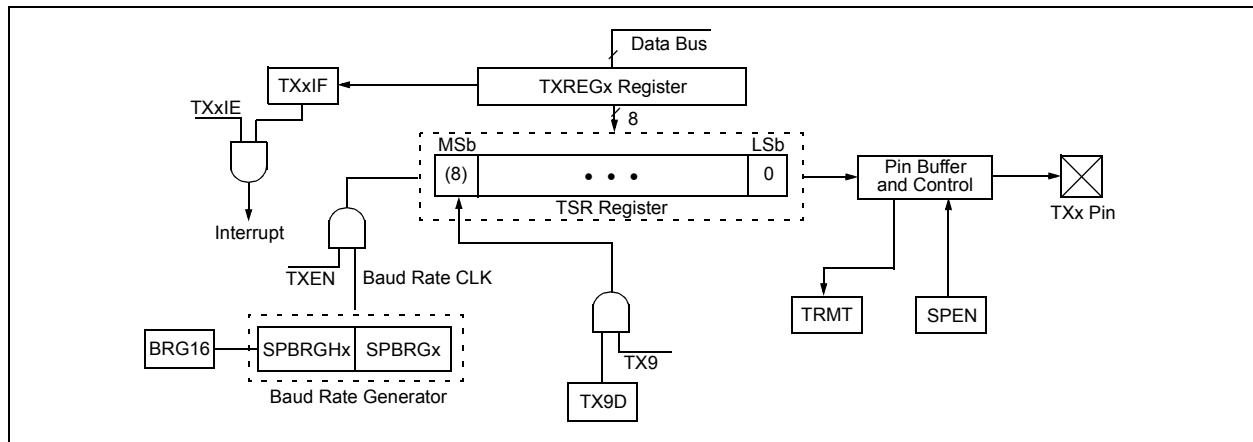 Data Bus
TXxIF
TXREGx Register
TXxIE
8
MSb
LSb
(8)
• • •
0
Pin Buffer
and Control
TSR Register
TXx Pin
Interrupt
TXEN
Baud Rate CLK
TRMT
SPEN
BRG16
SPBRGHx
SPBRGx
TX9
Baud Rate Generator
TX9D